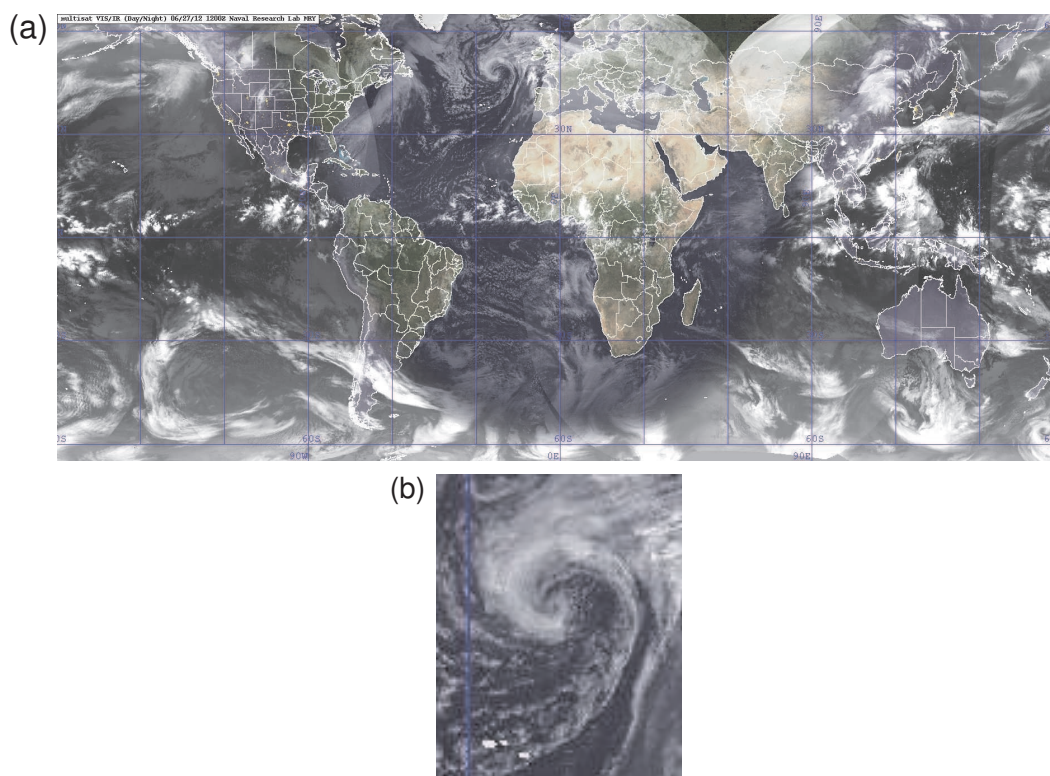 (a)
multisat VIS/IR (Day/Night) 06/27/12 1200Z Naval Research Lab MRY
90E
30N
60S
60S
60S
90W
0E
90E
(b)